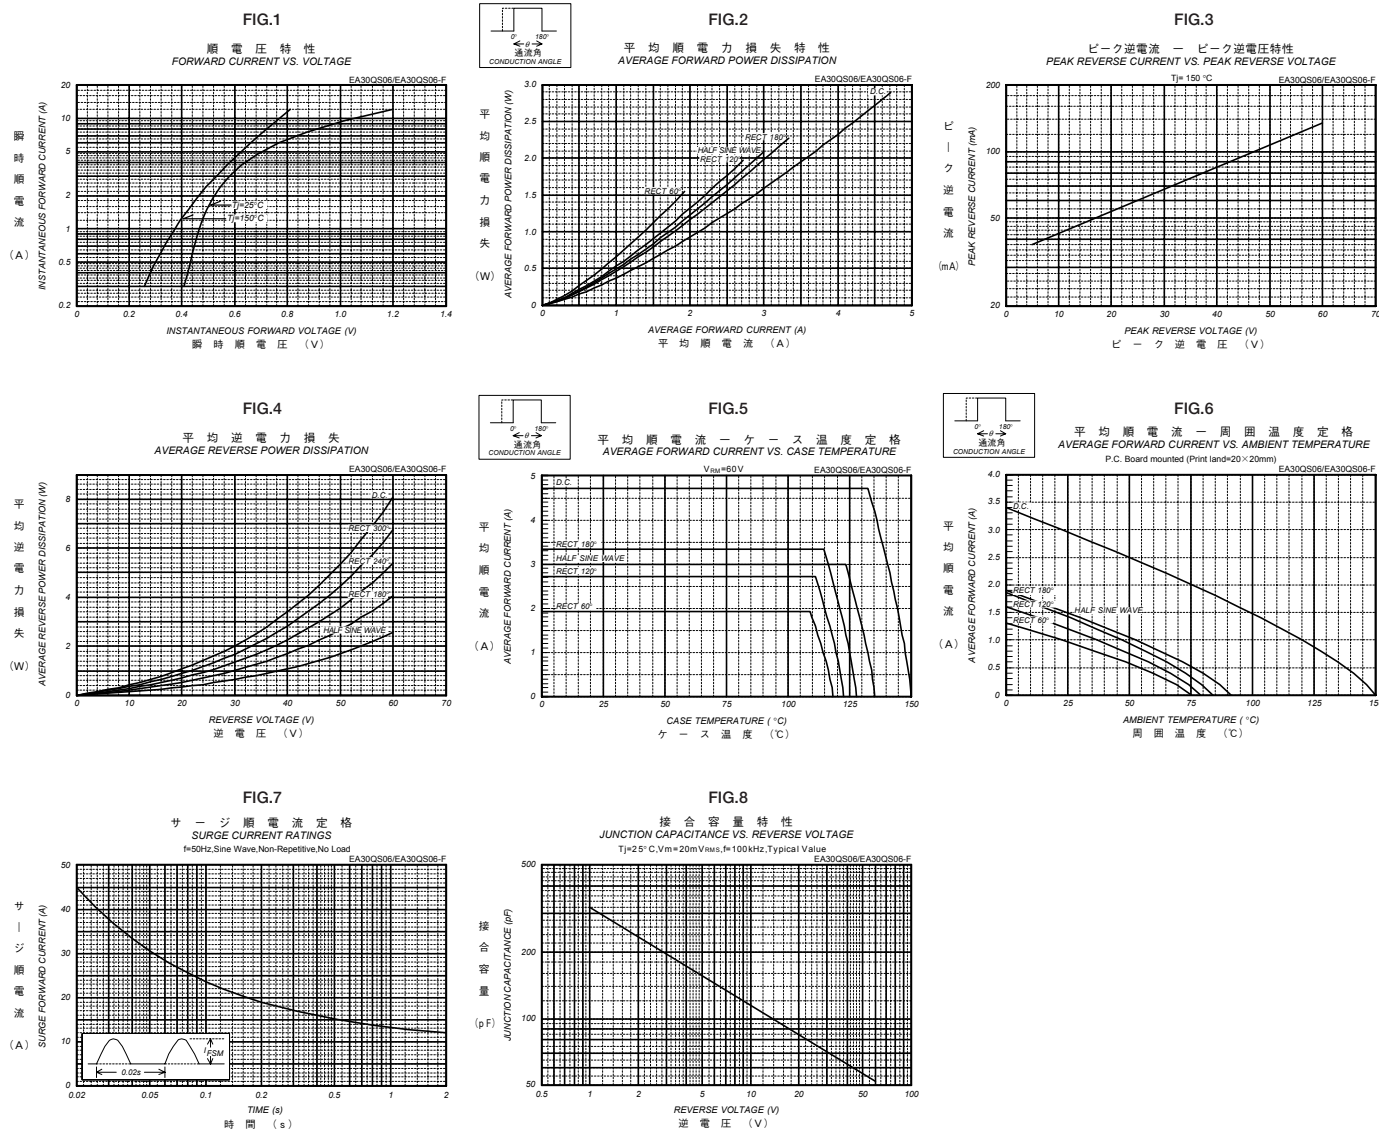 FIG.1
順電圧特性
FORWARD CURRENT VS. VOLTAGE
EA30QS06/EA30QS06-F
瞬時順電流 (A)
INSTANTANEOUS FORWARD CURRENT (A)
20
10
5
2
1
0.5
0.2
Tj=25°C
Tj=150°C
0 0.2 0.4 0.6 0.8 1.0 1.2 1.4
INSTANTANEOUS FORWARD VOLTAGE (V)
瞬時順電圧 (V)
FIG.2
0° 180°
θ
通流角
CONDUCTION ANGLE
平均順電力損失特性
AVERAGE FORWARD POWER DISSIPATION
EA30QS06/EA30QS06-F
平均順電力損失 (W)
AVERAGE FORWARD POWER DISSIPATION (W)
3.0
2.5
2.0
1.5
1.0
0.5
0
D.C.
RECT 180°
HALF SINE WAVE
RECT 120°
RECT 60°
0 1 2 3 4 5
AVERAGE FORWARD CURRENT (A)
平均順電流 (A)
FIG.3
ピーク逆電流 ー ピーク逆電圧特性
PEAK REVERSE CURRENT VS. PEAK REVERSE VOLTAGE
Tj= 150 °C
EA30QS06/EA30QS06-F
ピーク逆電流 (mA)
PEAK REVERSE CURRENT (mA)
200
100
50
20
0 10 20 30 40 50 60 70
PEAK REVERSE VOLTAGE (V)
ピーク逆電圧 (V)
FIG.4
平均逆電力損失
AVERAGE REVERSE POWER DISSIPATION
EA30QS06/EA30QS06-F
平均逆電力損失 (W)
AVERAGE REVERSE POWER DISSIPATION (W)
8
6
4
2
0
D.C.
RECT 300°
RECT 240°
RECT 180°
HALF SINE WAVE
0 10 20 30 40 50 60 70
REVERSE VOLTAGE (V)
逆電圧 (V)
FIG.5
0° 180°
θ
通流角
CONDUCTION ANGLE
平均順電流ーケース温度定格
AVERAGE FORWARD CURRENT VS. CASE TEMPERATURE
VRM=60V
EA30QS06/EA30QS06-F
平均順電流 (A)
AVERAGE FORWARD CURRENT (A)
5
4
3
2
1
0
D.C.
RECT 180°
HALF SINE WAVE
RECT 120°
RECT 60°
0 25 50 75 100 125 150
CASE TEMPERATURE ( °C)
ケース温度 (℃)
FIG.6
0° 180°
θ
通流角
CONDUCTION ANGLE
平均順電流ー周囲温度定格
AVERAGE FORWARD CURRENT VS. AMBIENT TEMPERATURE
P.C. Board mounted (Print land=20×20mm)
EA30QS06/EA30QS06-F
平均順電流 (A)
AVERAGE FORWARD CURRENT (A)
4.0
3.5
3.0
2.5
2.0
1.5
1.0
0.5
0
D.C.
RECT 180°
RECT 120°
HALF SINE WAVE
RECT 60°
0 25 50 75 100 125 150
AMBIENT TEMPERATURE ( °C)
周囲温度 (℃)
FIG.7
サージ順電流定格
SURGE CURRENT RATINGS
f=50Hz,Sine Wave,Non-Repetitive,No Load
EA30QS06/EA30QS06-F
サージ順電流 (A)
SURGE FORWARD CURRENT (A)
50
40
30
20
10
0
IFSM
0.02s
0.02 0.05 0.1 0.2 0.5 1 2
TIME (s)
時間 (s)
FIG.8
接合容量特性
JUNCTION CAPACITANCE VS. REVERSE VOLTAGE
Tj=25°C,Vm=20mVRMS,f=100kHz,Typical Value
EA30QS06/EA30QS06-F
接合容量 (pF)
JUNCTION CAPACITANCE (pF)
500
200
100
50
0.5 1 2 5 10 20 50 100
REVERSE VOLTAGE (V)
逆電圧 (V)